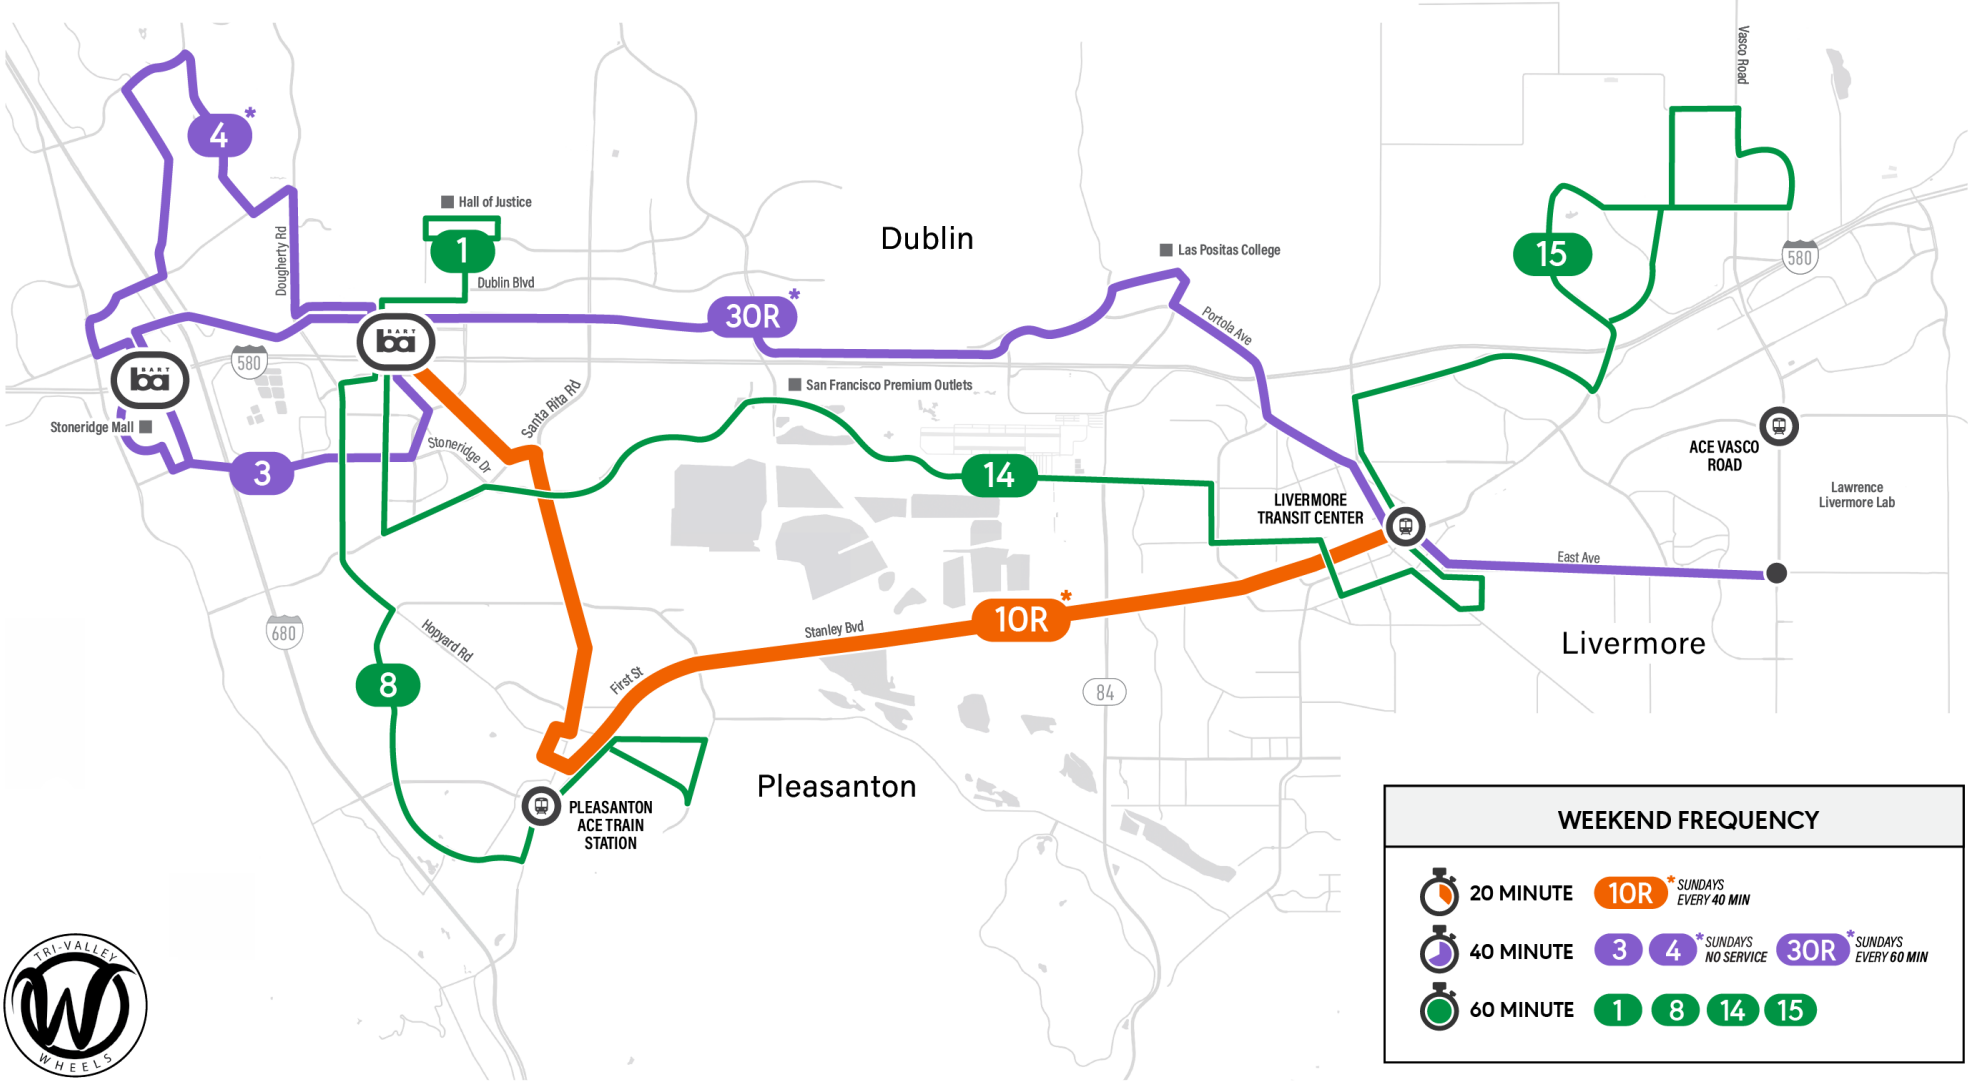 Vasco Road
4*
Hall of Justice
1
Dougherty Rd
Dublin Blvd
Dublin
Las Positas College
15
580
30R*
Portola Ave
BART
ba
580
BART
ba
Santa Rita Rd
San Francisco Premium Outlets
Stoneridge Mall
Stoneridge Dr
3
14
ACE VASCO
ROAD
LIVERMORE
TRANSIT CENTER
Lawrence
Livermore Lab
East Ave
10R*
Stanley Bvd
680
Hopyard Rd
Livermore
First St
8
84
Pleasanton
PLEASANTON
ACE TRAIN
STATION
WEEKEND FREQUENCY
20 MINUTE 10R * SUNDAYS
EVERY 40 MIN
40 MINUTE 3 4 * SUNDAYS
NO SERVICE
30R * SUNDAYS
EVERY 60 MIN
60 MINUTE 1 8 14 15
TRI-VALLEY
W
WHEELS